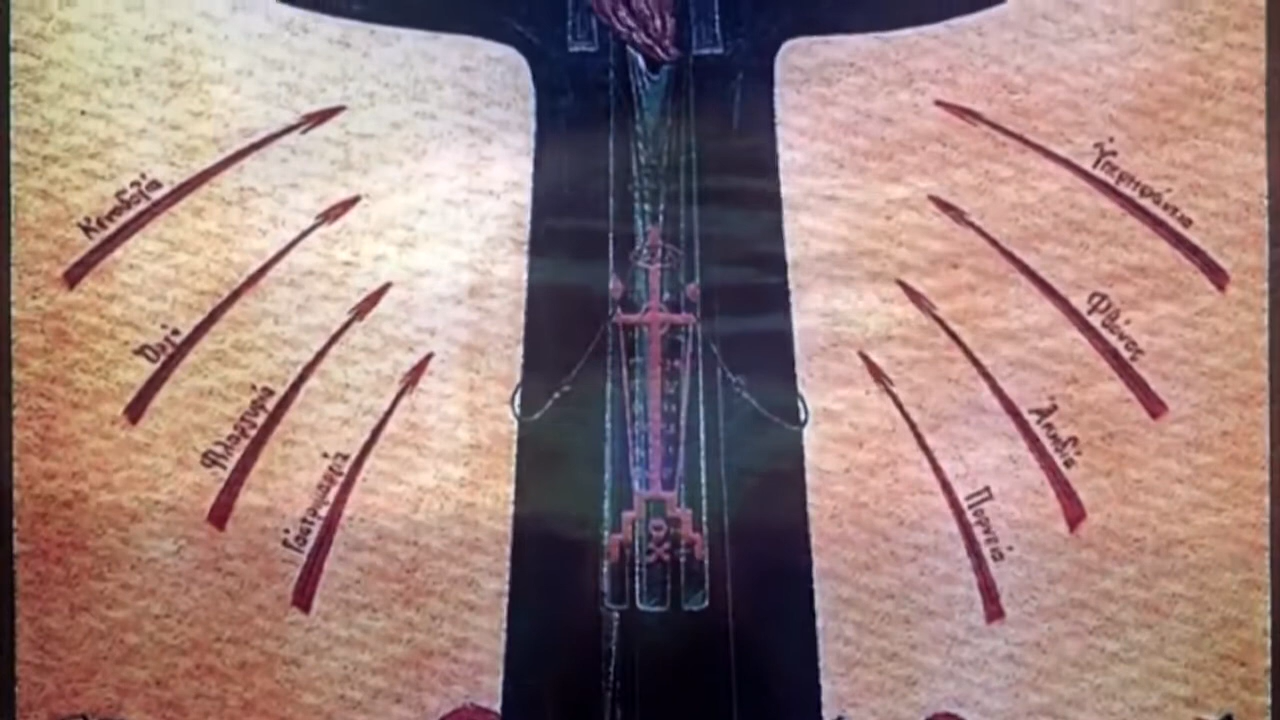 Κενοδοξία
Ὑπερηφάνεια
Ὀργή
Φθόνος
Φιλαργυρία
Ἀκηδία
Γαστριμαργία
Πορνεία